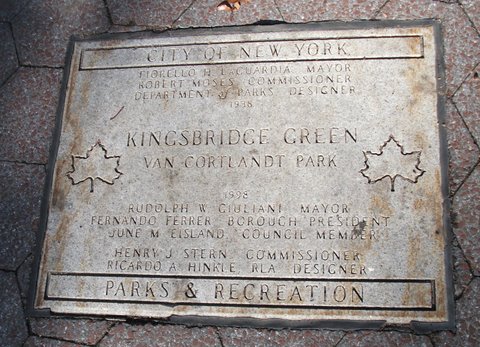 CITY OF NEW YORK
FIORELLO H. LAGUARDIA MAYOR
ROBERT MOSES COMMISSIONER
DEPARTMENT of PARKS DESIGNER
1938
KINGSBRIDGE GREEN
VAN CORTLANDT PARK
1998
RUDOLPH W. GIULIANI MAYOR
FERNANDO FERRER BOROUGH PRESIDENT
JUNE M. EISLAND, COUNCIL MEMBER
HENRY J. STERN COMMISSIONER
RICARDO A. HINKLE, RLA DESIGNER
PARKS & RECREATION